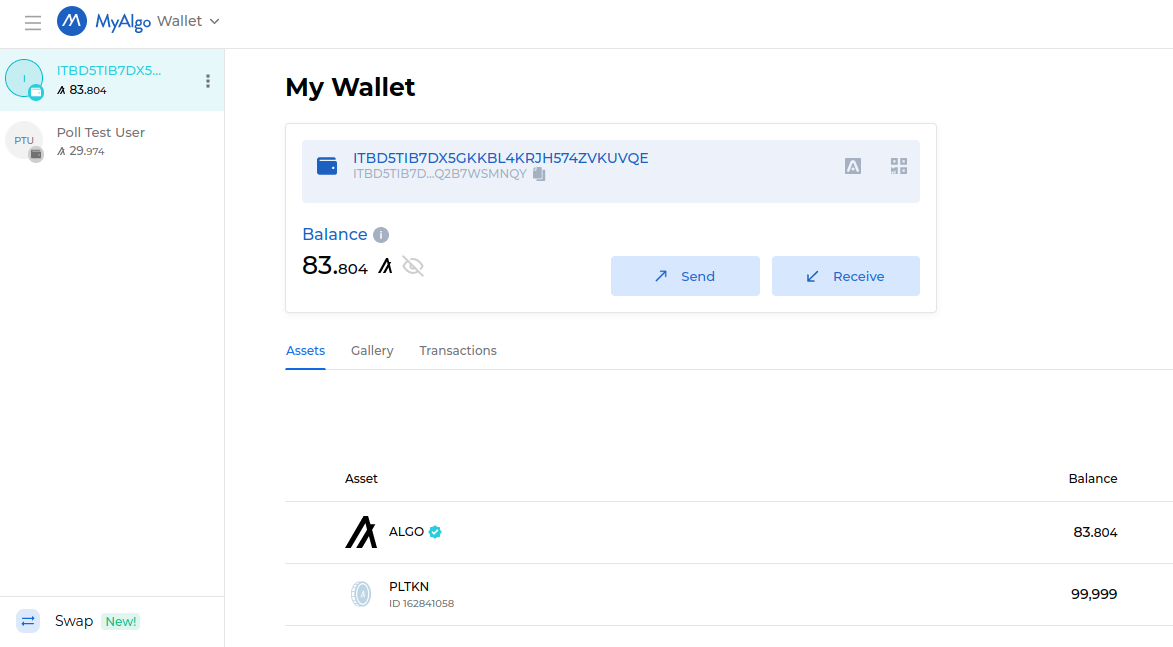 MyAlgo Wallet
ITBD5TIB7DX5...
83.804
PTU
Poll Test User
29.974
My Wallet
ITBD5TIB7DX5GKKBL4KRJH574ZVKUVQE
ITBD5TIB7D...Q2B7WSMNQY
Balance
83.804
Send
Receive
Assets Gallery Transactions
Asset Balance
ALGO 83.804
PLTKN 99,999
ID 162841058
Swap New!